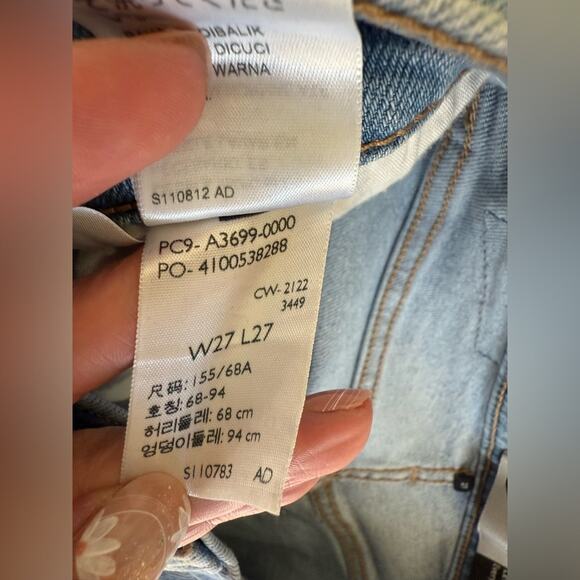 DIBALIK
DICUCI
WARNA
S110812 AD
PC9- A3699-0000
PO- 4100538288
CW-2122
3449
W27 L27
尺码: 155/68A
호칭: 68-94
허리둘레: 68 cm
엉덩이둘레: 94 cm
S110783 AD